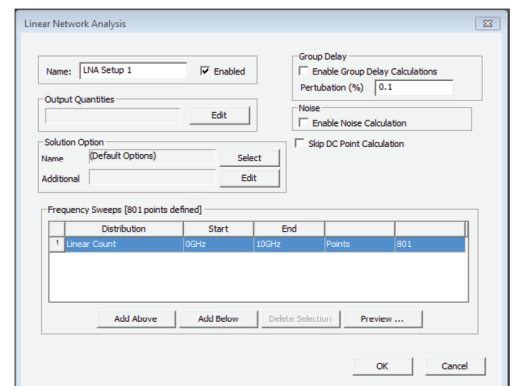 Linear Network Analysis
Name: LNA Setup 1 Enabled
Output Quantities
Edit
Solution Option
Name (Default Options) Select
Additional Edit
Group Delay
Enable Group Delay Calculations
Pertubation (%) 0.1
Noise
Enable Noise Calculation
Skip DC Point Calculation
Frequency Sweeps [801 points defined]
Distribution Start End
1 Linear Count 0GHz 10GHz Points 801
Add Above Add Below Delete Selection Preview ...
OK Cancel